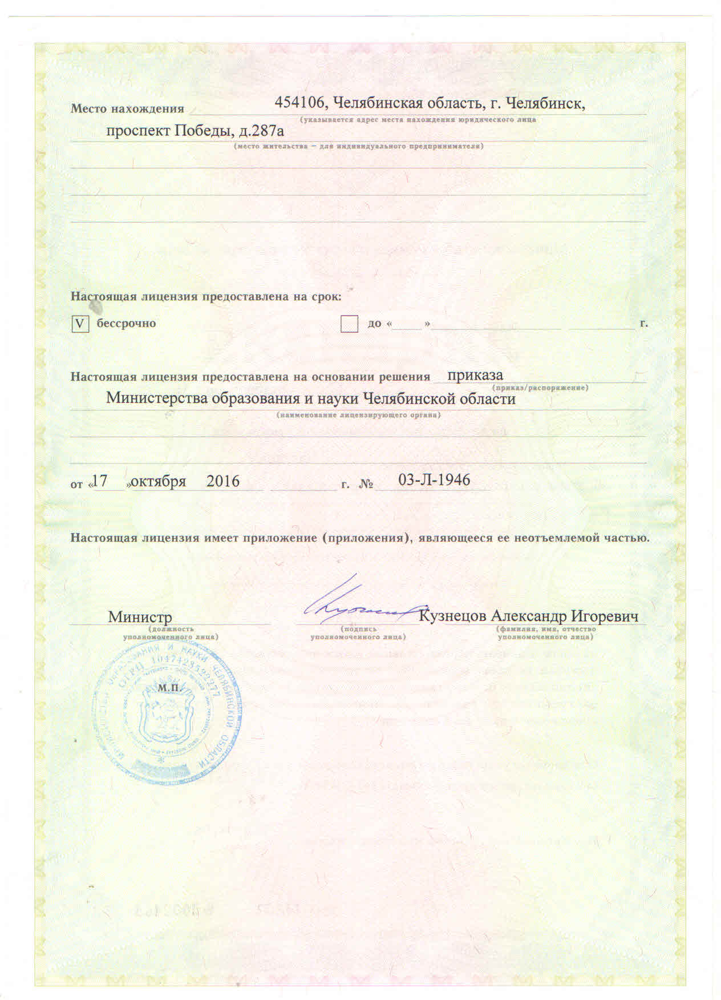 454106, Челябинская область, г. Челябинск,
Место нахождения
(указывается адрес места нахождения юридического лица
проспект Победы, д.287а
(место жительства – для индивидуального предпринимателя)
Настоящая лицензия предоставлена на срок:
V бессрочно до « » г.
Настоящая лицензия предоставлена на основании решения приказа
(приказ/распоряжение)
Министерства образования и науки Челябинской области
(наименование лицензирующего органа)
от «17 » октября 2016 г. № 03-Л-1946
Настоящая лицензия имеет приложение (приложения), являющееся ее неотъемлемой частью.
Министр Кузнецов Александр Игоревич
(должность (подпись (фамилия, имя, отчество
уполномоченного лица) уполномоченного лица) уполномоченного лица)
МИНИСТЕРСТВО ОБРАЗОВАНИЯ И НАУКИ ЧЕЛЯБИНСКОЙ ОБЛАСТИ
ОГРН 1047423522277
М.П.